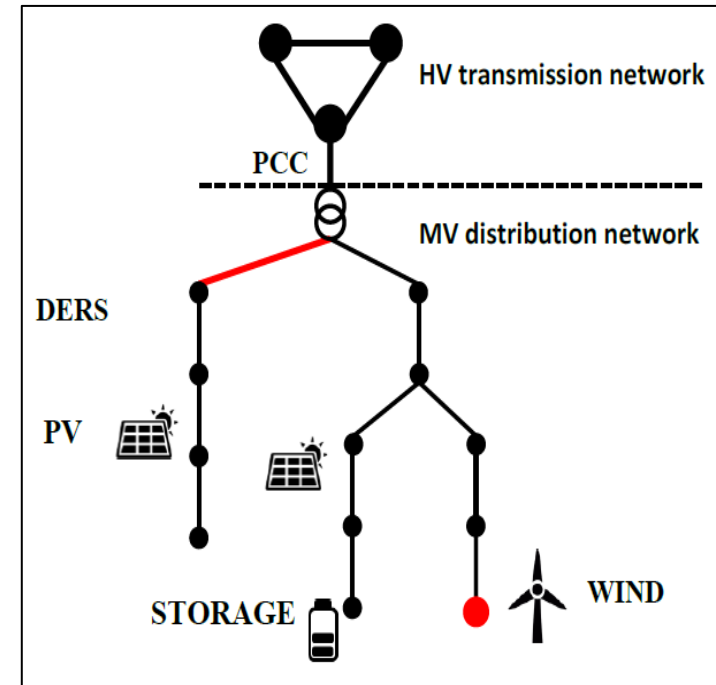 HV transmission network
PCC
MV distribution network
DERS
PV
STORAGE
WIND